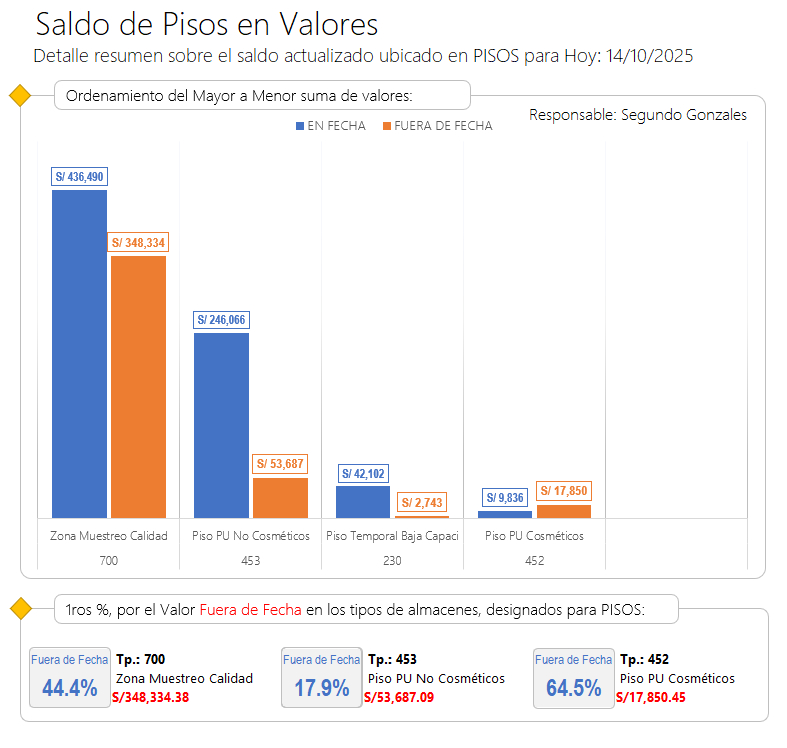 Saldo de Pisos en Valores
Detalle resumen sobre el saldo actualizado ubicado en PISOS para Hoy: 14/10/2025
Ordenamiento del Mayor a Menor suma de valores:
Responsable: Segundo Gonzales
EN FECHA FUERA DE FECHA
S/ 436,490
S/ 348,334
S/ 246,066
S/ 53,687
S/ 42,102
S/ 2,743
S/ 9,836
S/ 17,850
Zona Muestreo Calidad Piso PU No Cosméticos Piso Temporal Baja Capaci Piso PU Cosméticos
700 453 230 452
1ros %, por el Valor Fuera de Fecha en los tipos de almacenes, designados para PISOS:
Fuera de Fecha
44.4%
Tp.: 700
Zona Muestreo Calidad
S/348,334.38
Fuera de Fecha
17.9%
Tp.: 453
Piso PU No Cosméticos
S/53,687.09
Fuera de Fecha
64.5%
Tp.: 452
Piso PU Cosméticos
S/17,850.45